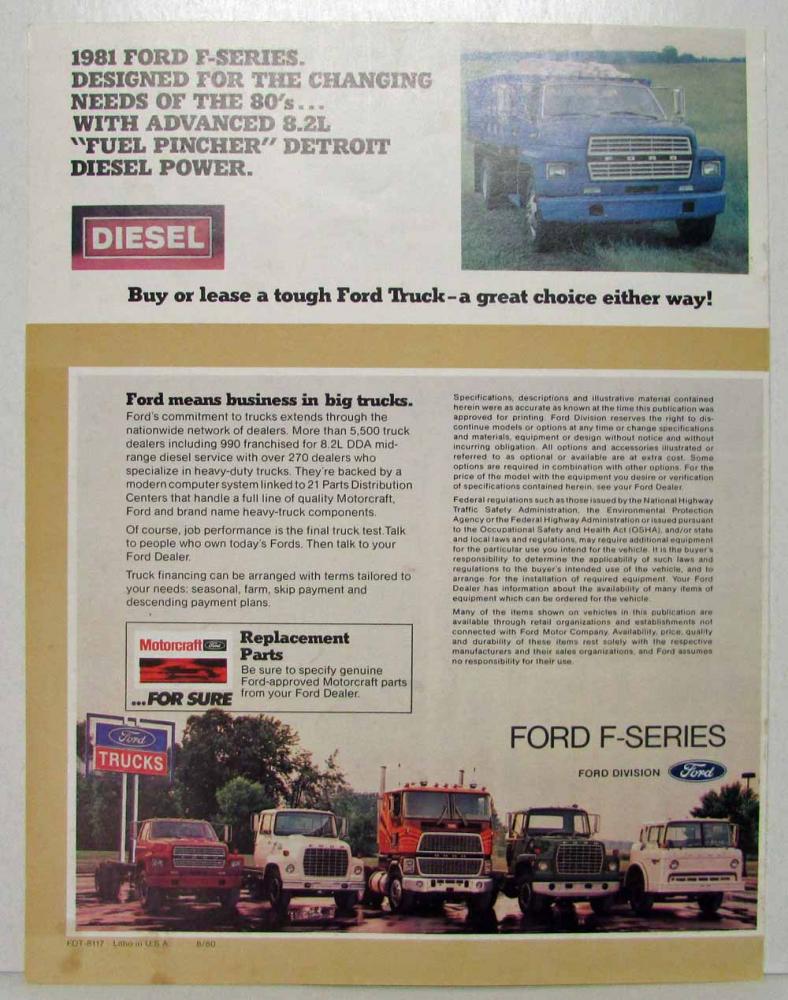 1981 FORD F-SERIES.
DESIGNED FOR THE CHANGING
NEEDS OF THE 80's...
WITH ADVANCED 8.2L
"FUEL PINCHER" DETROIT
DIESEL POWER.
FORD
DIESEL
Buy or lease a tough Ford Truck–a great choice either way!
Ford means business in big trucks.
Ford's commitment to trucks extends through the
nationwide network of dealers. More than 5,500 truck
dealers including 990 franchised for 8.2L DDA mid-
range diesel service with over 270 dealers who
specialize in heavy-duty trucks. They're backed by a
modern computer system linked to 21 Parts Distribution
Centers that handle a full line of quality Motorcraft,
Ford and brand name heavy-truck components.
Of course, job performance is the final truck test. Talk
to people who own today's Fords. Then talk to your
Ford Dealer.
Truck financing can be arranged with terms tailored to
your needs: seasonal, farm, skip payment and
descending payment plans.
Motorcraft Ford
...FOR SURE
Replacement
Parts
Be sure to specify genuine
Ford-approved Motorcraft parts
from your Ford Dealer.
Specifications, descriptions and illustrative material contained
herein were as accurate as known at the time this publication was
approved for printing. Ford Division reserves the right to dis-
continue models or options at any time or change specifications
and materials, equipment or design without notice and without
incurring obligation. All options and accessories illustrated or
referred to as optional or available are at extra cost. Some
options are required in combination with other options. For the
price of the model with the equipment you desire or verification
of specifications contained herein, see your Ford Dealer.
Federal regulations such as those issued by the National Highway
Traffic Safety Administration, the Environmental Protection
Agency or the Federal Highway Administration or issued pursuant
to the Occupational Safety and Health Act (OSHA), and/or state
and local laws and regulations, may require additional equipment
for the particular use you intend for the vehicle. It is the buyer's
responsibility to determine the applicability of such laws and
regulations to the buyer's intended use of the vehicle, and to
arrange for the installation of required equipment. Your Ford
Dealer has information about the availability of many items of
equipment which can be ordered for the vehicle.
Many of the items shown on vehicles in this publication are
available through retail organizations and establishments not
connected with Ford Motor Company. Availability, price, quality
and durability of these items rest solely with the respective
manufacturers and their sales organizations, and Ford assumes
no responsibility for their use.
FORD F-SERIES
FORD DIVISION Ford
Ford
TRUCKS
FDT-8117 Litho in U.S.A. 8/80